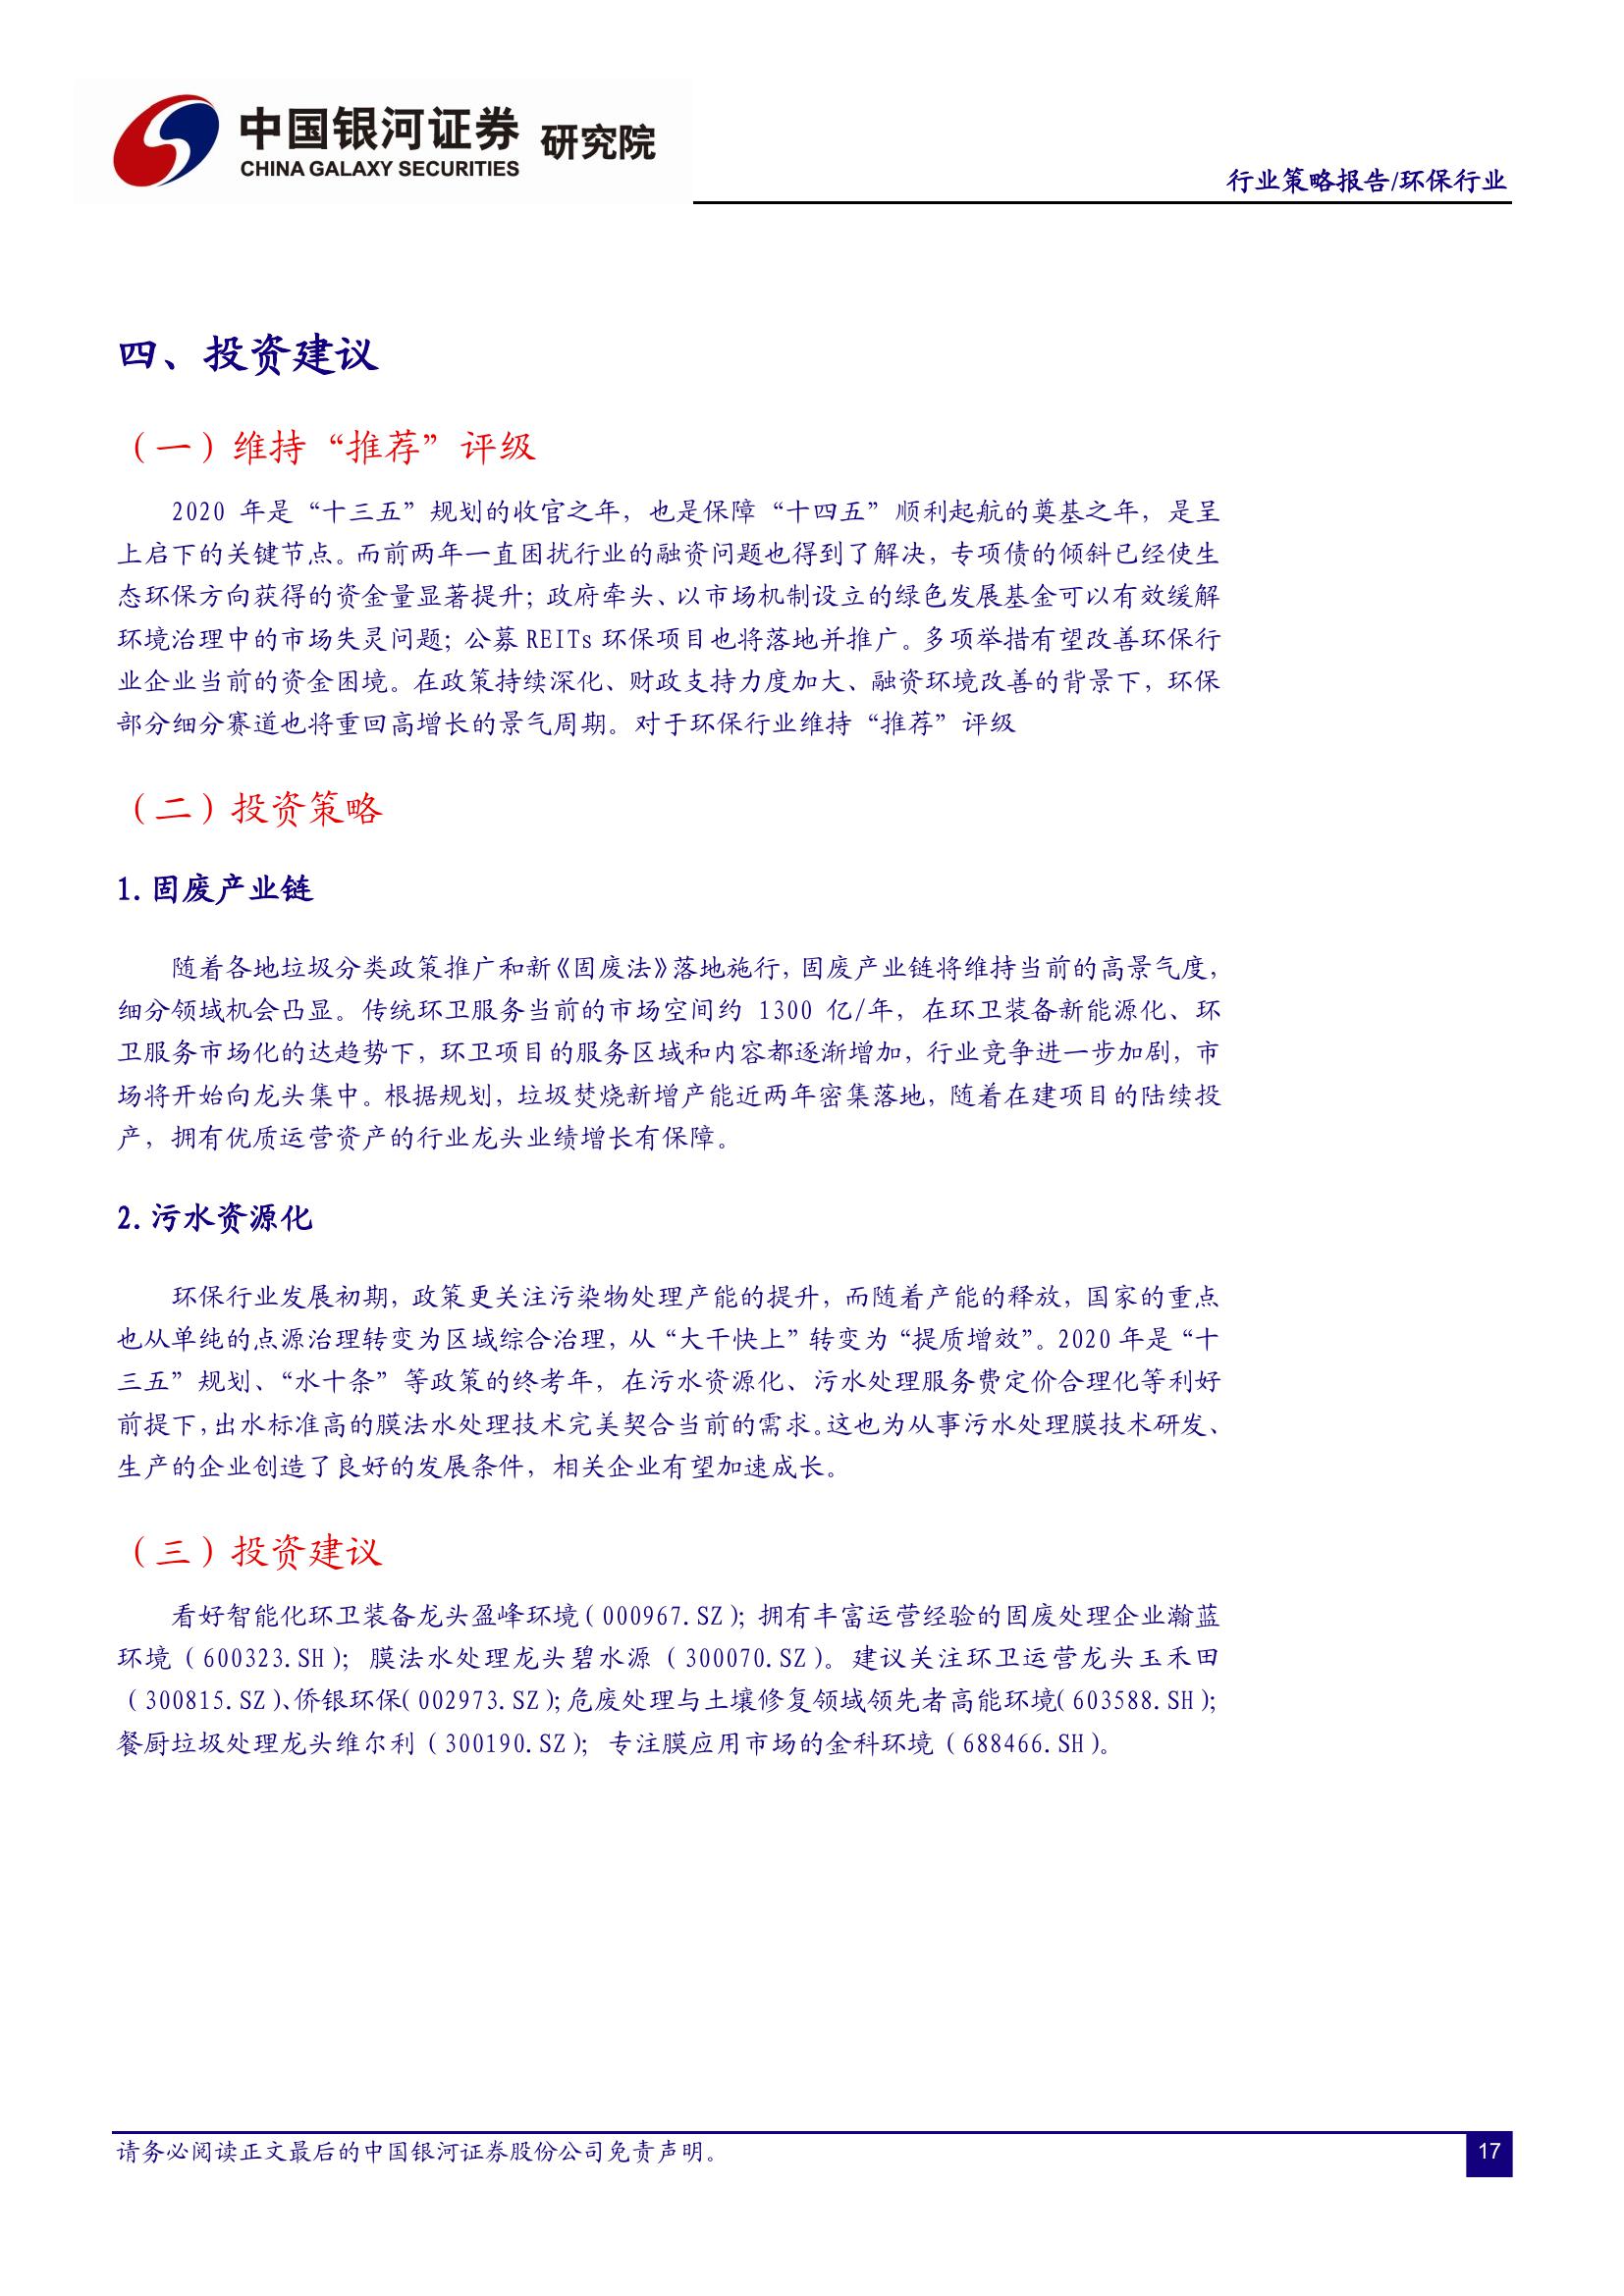 中国银河证券 研究院
CHINA GALAXY SECURITIES
行业策略报告/环保行业
四、投资建议
（一）维持“推荐”评级
2020 年是“十三五”规划的收官之年，也是保障“十四五”顺利起航的奠基之年，是呈
上启下的关键节点。而前两年一直困扰行业的融资问题也得到了解决，专项债的倾斜已经使生
态环保方向获得的资金量显著提升；政府牵头、以市场机制设立的绿色发展基金可以有效缓解
环境治理中的市场失灵问题；公募 REITs 环保项目也将落地并推广。多项举措有望改善环保行
业企业当前的资金困境。在政策持续深化、财政支持力度加大、融资环境改善的背景下，环保
部分细分赛道也将重回高增长的景气周期。对于环保行业维持“推荐”评级
（二）投资策略
1.固废产业链
随着各地垃圾分类政策推广和新《固废法》落地施行，固废产业链将维持当前的高景气度，
细分领域机会凸显。传统环卫服务当前的市场空间约 1300 亿/年，在环卫装备新能源化、环
卫服务市场化的达趋势下，环卫项目的服务区域和内容都逐渐增加，行业竞争进一步加剧，市
场将开始向龙头集中。根据规划，垃圾焚烧新增产能近两年密集落地，随着在建项目的陆续投
产，拥有优质运营资产的行业龙头业绩增长有保障。
2.污水资源化
环保行业发展初期，政策更关注污染物处理产能的提升，而随着产能的释放，国家的重点
也从单纯的点源治理转变为区域综合治理，从“大干快上”转变为“提质增效”。2020 年是“十
三五”规划、“水十条”等政策的终考年，在污水资源化、污水处理服务费定价合理化等利好
前提下，出水标准高的膜法水处理技术完美契合当前的需求。这也为从事污水处理膜技术研发、
生产的企业创造了良好的发展条件，相关企业有望加速成长。
（三）投资建议
看好智能化环卫装备龙头盈峰环境（000967.SZ）；拥有丰富运营经验的固废处理企业瀚蓝
环境（600323.SH）；膜法水处理龙头碧水源（300070.SZ）。建议关注环卫运营龙头玉禾田
（300815.SZ）、侨银环保（002973.SZ）；危废处理与土壤修复领域领先者高能环境（603588.SH）；
餐厨垃圾处理龙头维尔利（300190.SZ）；专注膜应用市场的金科环境（688466.SH）。
请务必阅读正文最后的中国银河证券股份公司免责声明。
17